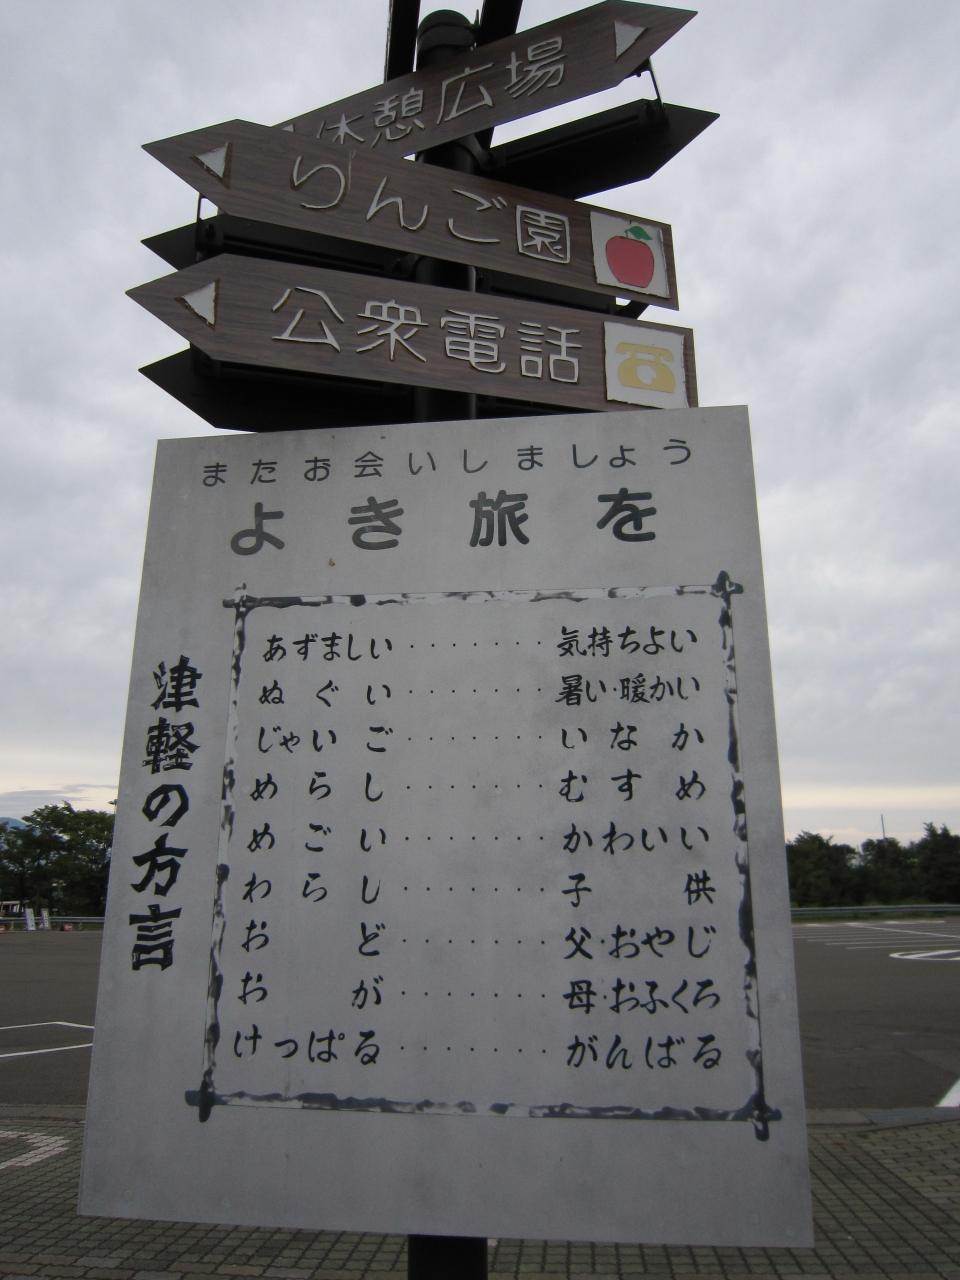 休憩広場
りんご園
公衆電話
またお会いしましょう
よき旅を
津軽の方言
あずましい・・・・・・・気持ちよい
ぬぐい・・・・・・・暑い・暖かい
じゃいご・・・・・・・いなか
めらし・・・・・・・むすめ
めごい・・・・・・・かわいい
わらし・・・・・・・子供
おど・・・・・・・父・おやじ
おが・・・・・・・母・おふくろ
けっぱる・・・・・・・がんばる